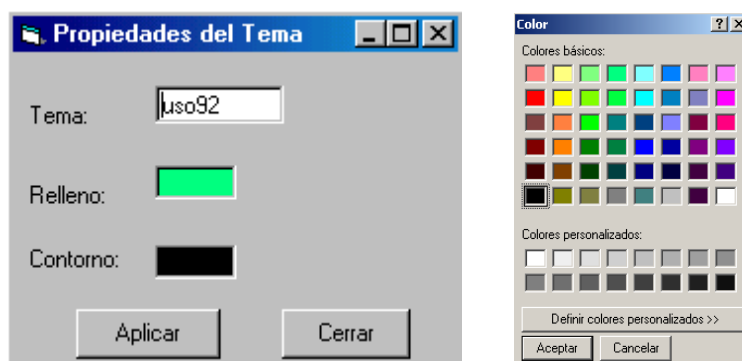 Propiedades del Tema
Tema:
uso92
Relleno:
Contorno:
Aplicar
Cerrar
Color
Colores básicos:
Colores personalizados:
Definir colores personalizados >>
Aceptar
Cancelar